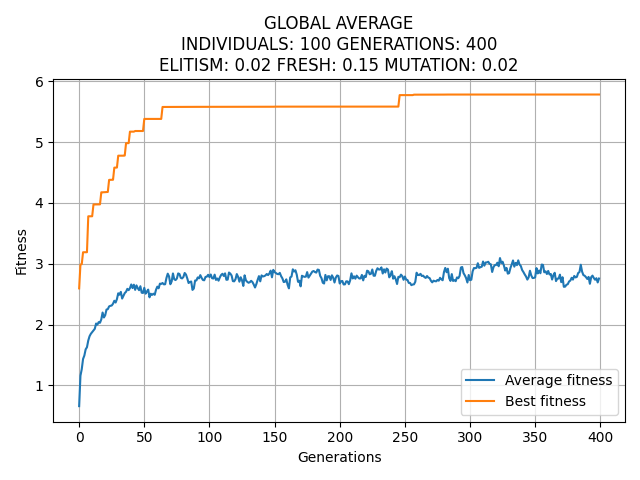 GLOBAL AVERAGE
INDIVIDUALS: 100 GENERATIONS: 400
ELITISM: 0.02 FRESH: 0.15 MUTATION: 0.02
6
5
4
3
2
1
Fitness
0 50 100 150 200 250 300 350 400
Generations
Average fitness
Best fitness